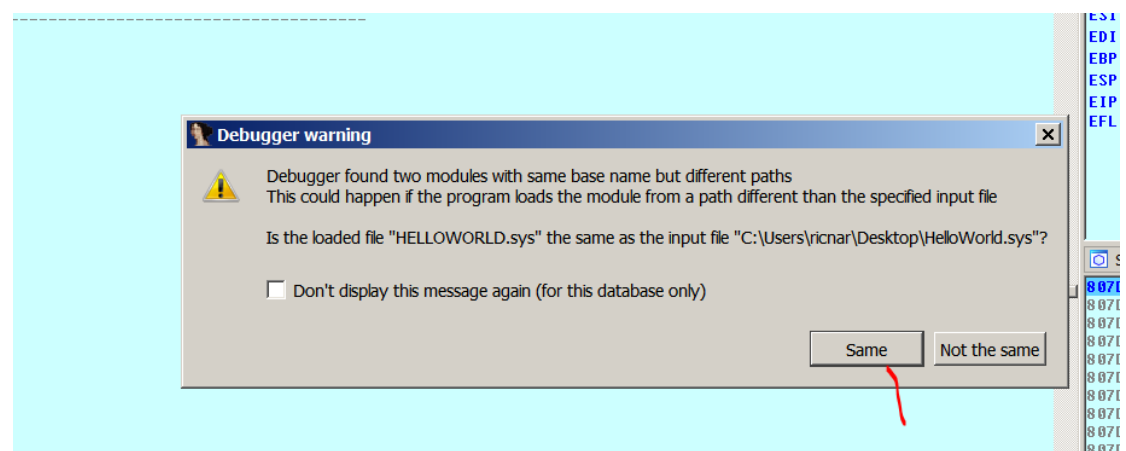 ESI
EDI
EBP
ESP
EIP
EFL
Debugger warning
Debugger found two modules with same base name but different paths
This could happen if the program loads the module from a path different than the specified input file
Is the loaded file "HELLOWORLD.sys" the same as the input file "C:\Users\ricnar\Desktop\HelloWorld.sys"?
Don't display this message again (for this database only)
Same
Not the same